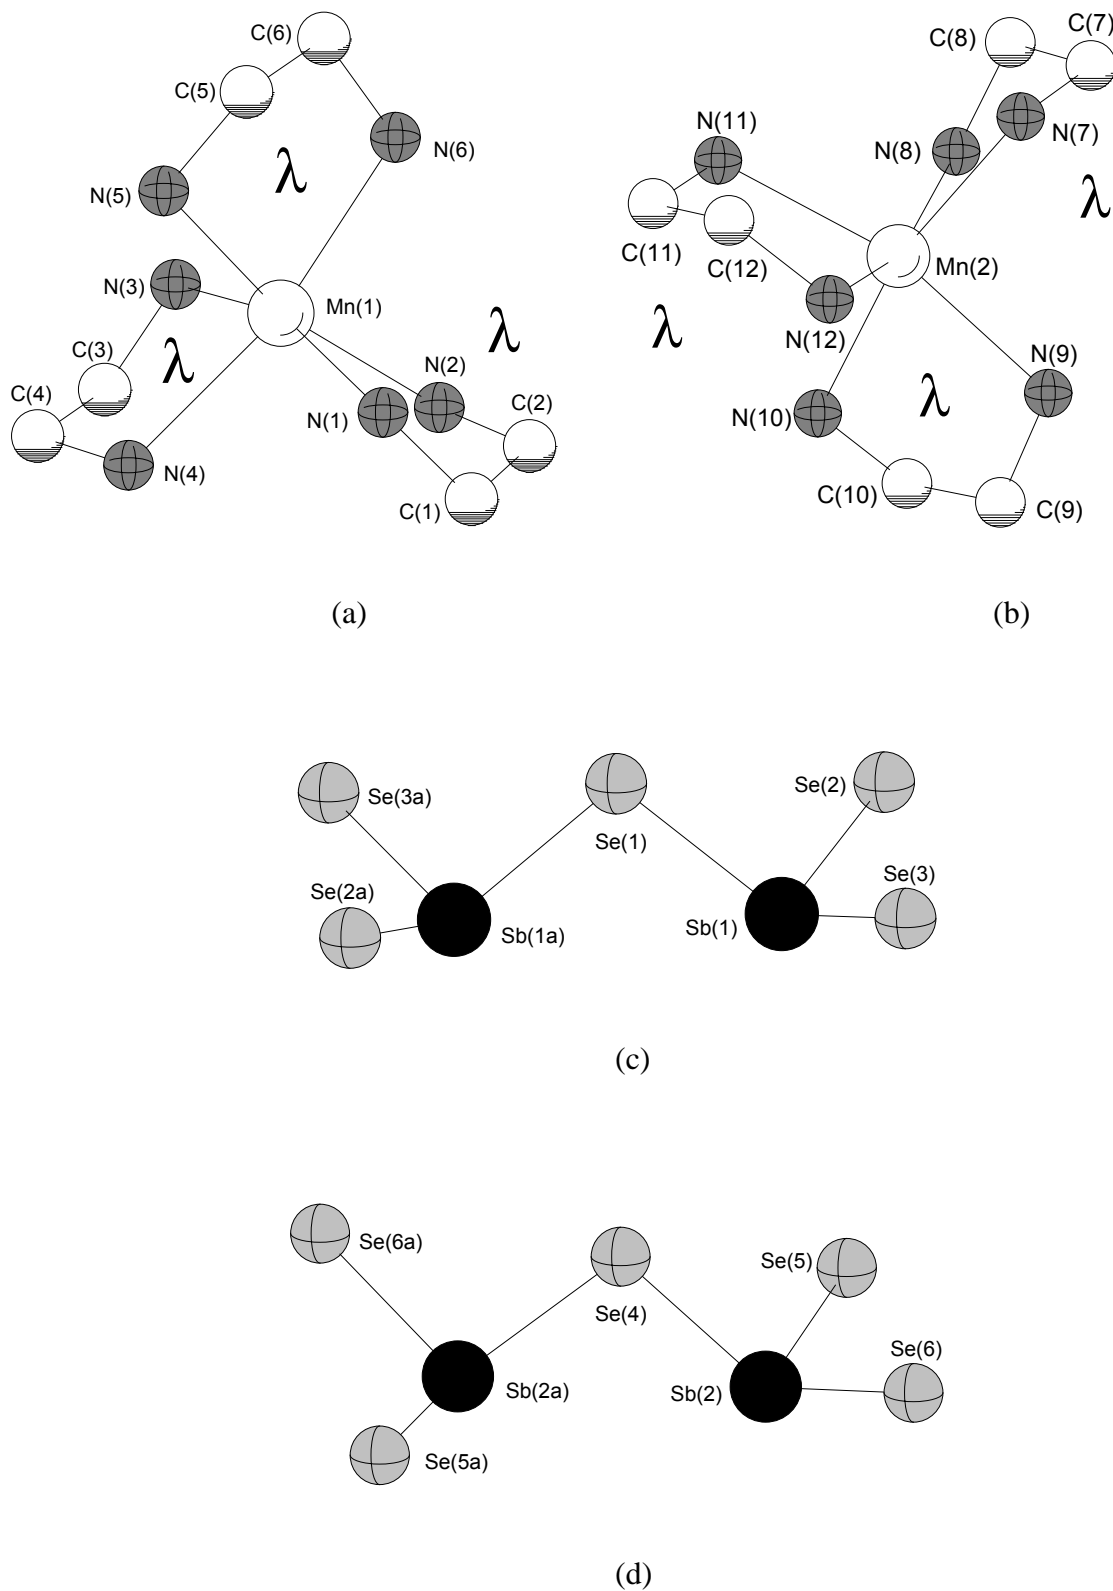 C(6)
C(5)
N(6)
λ
N(5)
N(3)
Mn(1)
λ
C(3)
λ
C(4)
N(2)
C(2)
N(1)
N(4)
C(1)
(a)
C(7)
C(8)
N(11)
N(7)
N(8)
λ
C(11)
C(12)
Mn(2)
λ
N(12)
N(9)
λ
N(10)
C(10)
C(9)
(b)
Se(3a)
Se(2)
Se(1)
Se(2a)
Se(3)
Sb(1)
Sb(1a)
(c)
Se(6a)
Se(5)
Se(4)
Se(6)
Sb(2a)
Sb(2)
Se(5a)
(d)